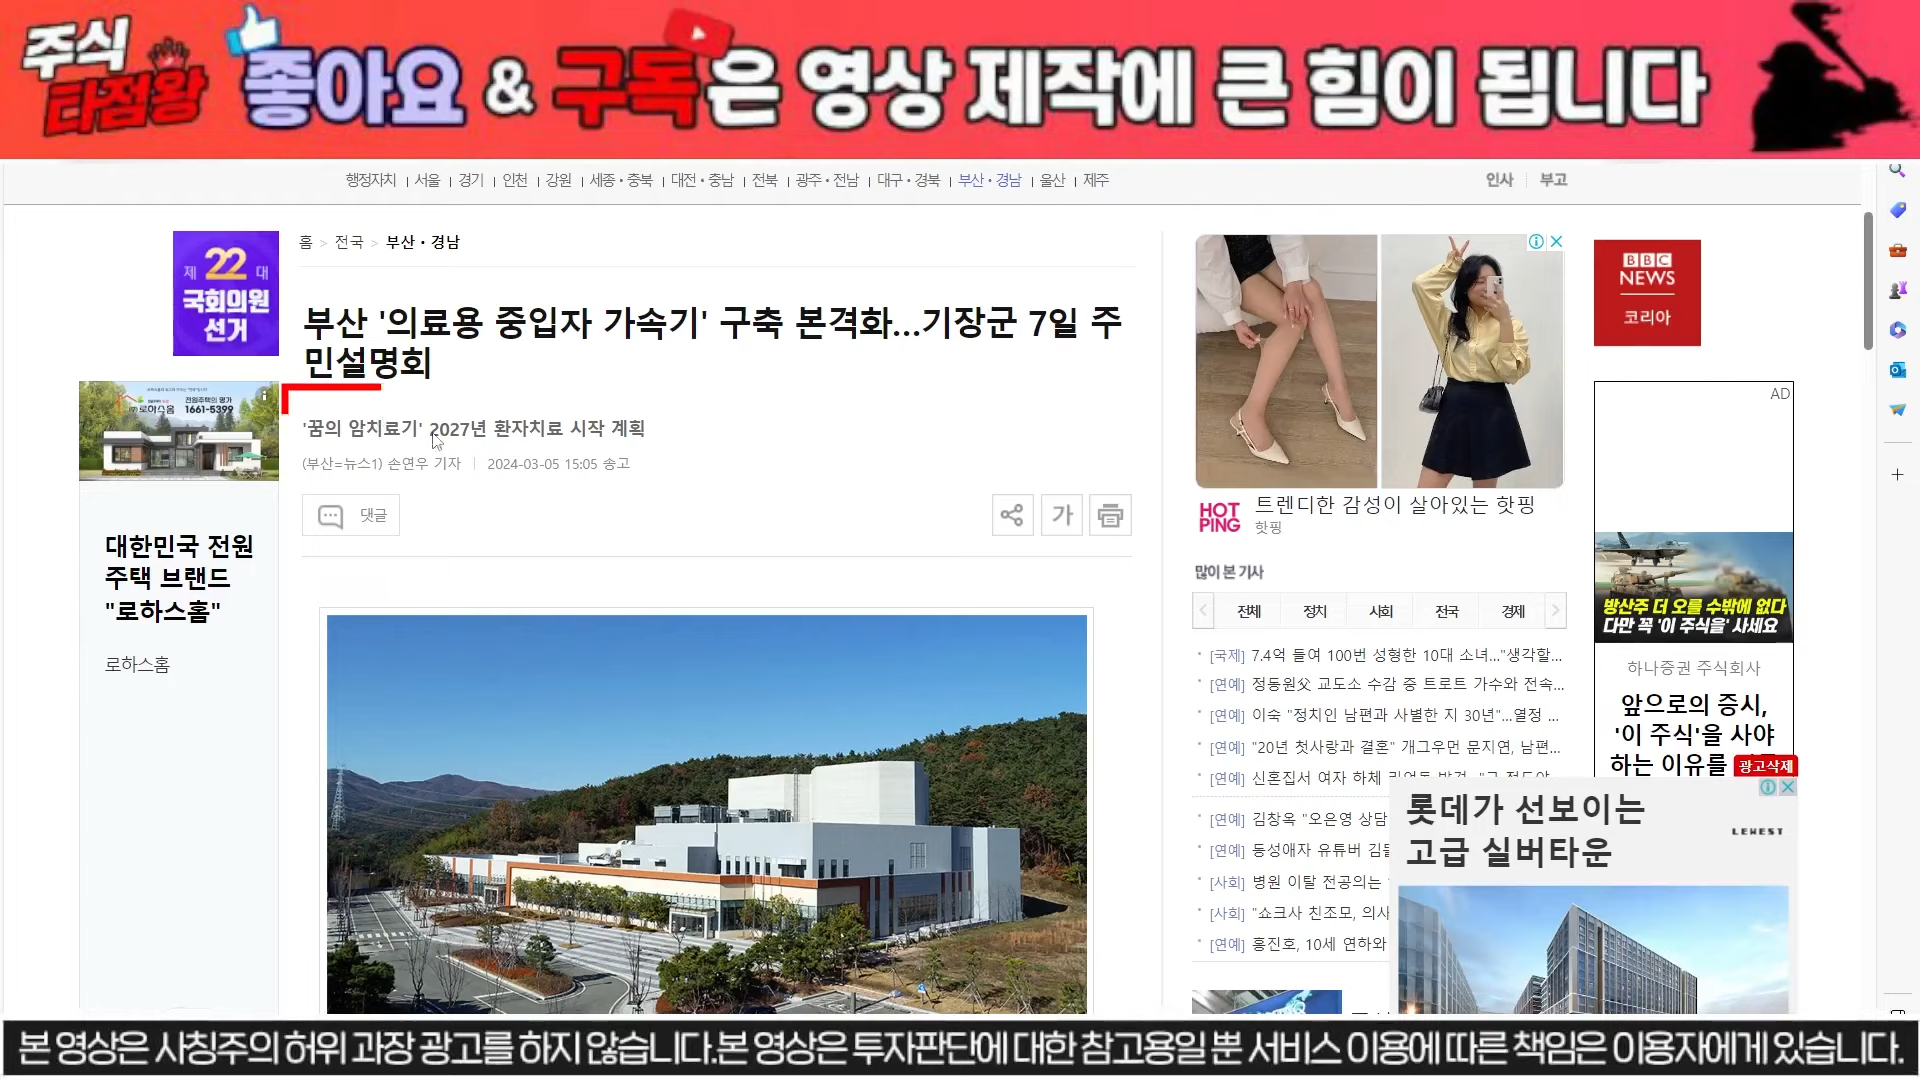 주식
타점왕
좋아요 & 구독은 영상 제작에 큰 힘이 됩니다
행정자치 서울 경기 인천 강원 세종·충북 대전·충남 전북 광주·전남 대구·경북 부산·경남 울산 제주
인사 부고
제 22 대
국회의원
선거
홈 > 전국 > 부산·경남
부산 '의료용 중입자 가속기' 구축 본격화...기장군 7일 주
민설명회
'꿈의 암치료기' 2027년 환자치료 시작 계획
(부산=뉴스1) 손연우 기자 2024-03-05 15:05 송고
댓글
가
전원주택의 명가
로하스홈 1661-5399
대한민국 전원
주택 브랜드
"로하스홈"
로하스홈
HOT
PING
트렌디한 감성이 살아있는 핫핑
핫핑
많이 본 기사
전체 정치 사회 전국 경제
[국제] 7.4억 들여 100번 성형한 10대 소녀..."생각할...
[연예] 정동원父 교도소 수감 중 트로트 가수와 전속...
[연예] 이숙 "정치인 남편과 사별한 지 30년"...열정 ...
[연예] "20년 첫사랑과 결혼" 개그우먼 문지연, 남편...
[연예] 신혼집서 여자 하체
[연예] 김창옥 "오은영 상담
[연예] 동성애자 유튜버
[사회] 병원 이탈 전공의는
[사회] "쇼크사 친조모, 의사
[연예] 홍진호, 10세 연하와
BBC
NEWS
코리아
AD
방산주 더 오를 수밖에 없다
다만 꼭 '이 주식을' 사세요
하나증권 주식회사
앞으로의 증시,
'이 주식'을 사야
하는 이유를
광고삭제
롯데가 선보이는
고급 실버타운
LEWEST
본 영상은 사칭주의 허위 과장 광고를 하지 않습니다.본 영상은 투자판단에 대한 참고용일 뿐 서비스 이용에 따른 책임은 이용자에게 있습니다.